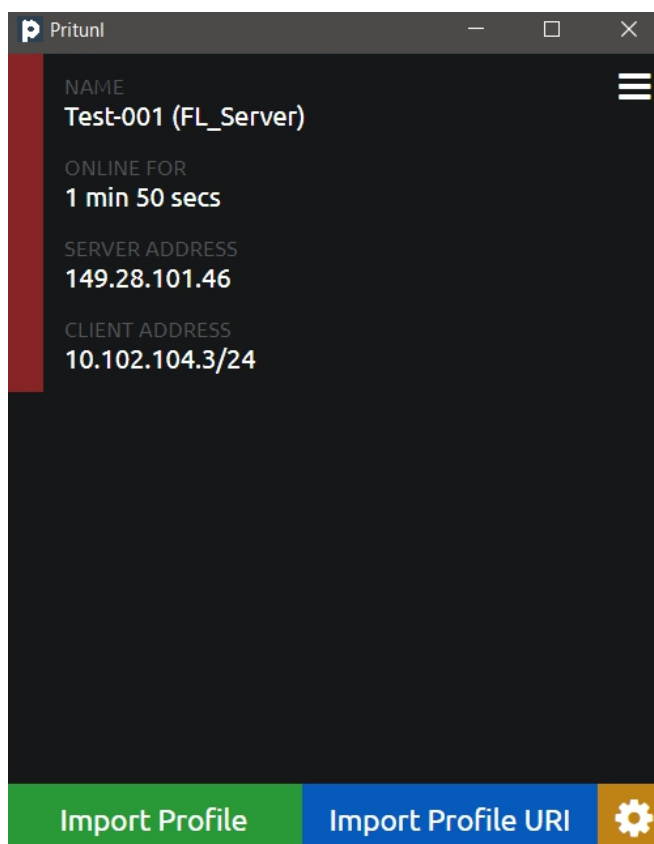 Pritunl
NAME
Test-001 (FL_Server)
ONLINE FOR
1 min 50 secs
SERVER ADDRESS
149.28.101.46
CLIENT ADDRESS
10.102.104.3/24
Import Profile
Import Profile URI